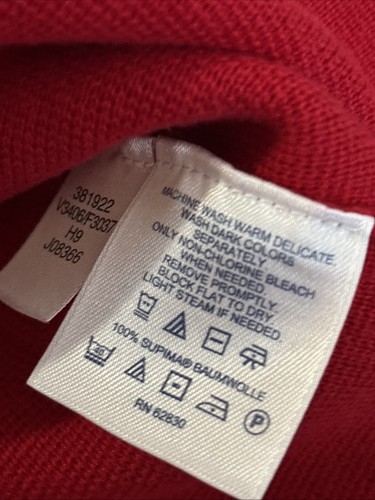 381922
V3406/F3037
H9
J08366
MACHINE WASH WARM DELICATE.
WASH DARK COLORS
SEPARATELY.
ONLY NON-CHLORINE BLEACH
WHEN NEEDED.
REMOVE PROMPTLY.
BLOCK FLAT TO DRY
LIGHT STEAM IF NEEDED.
100% SUPIMA® BAUMWOLLE
40
P
RN 62830